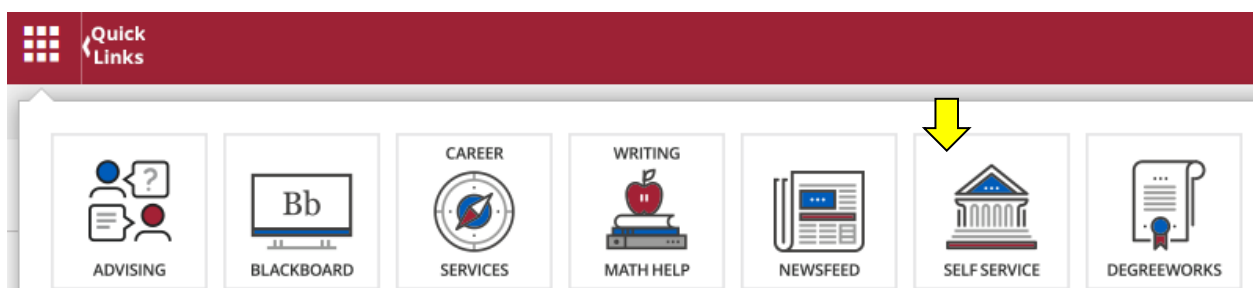 Quick
Links
CAREER
WRITING
?
Bb
ADVISING
BLACKBOARD
SERVICES
MATH HELP
NEWSFEED
SELF SERVICE
DEGREEWORKS